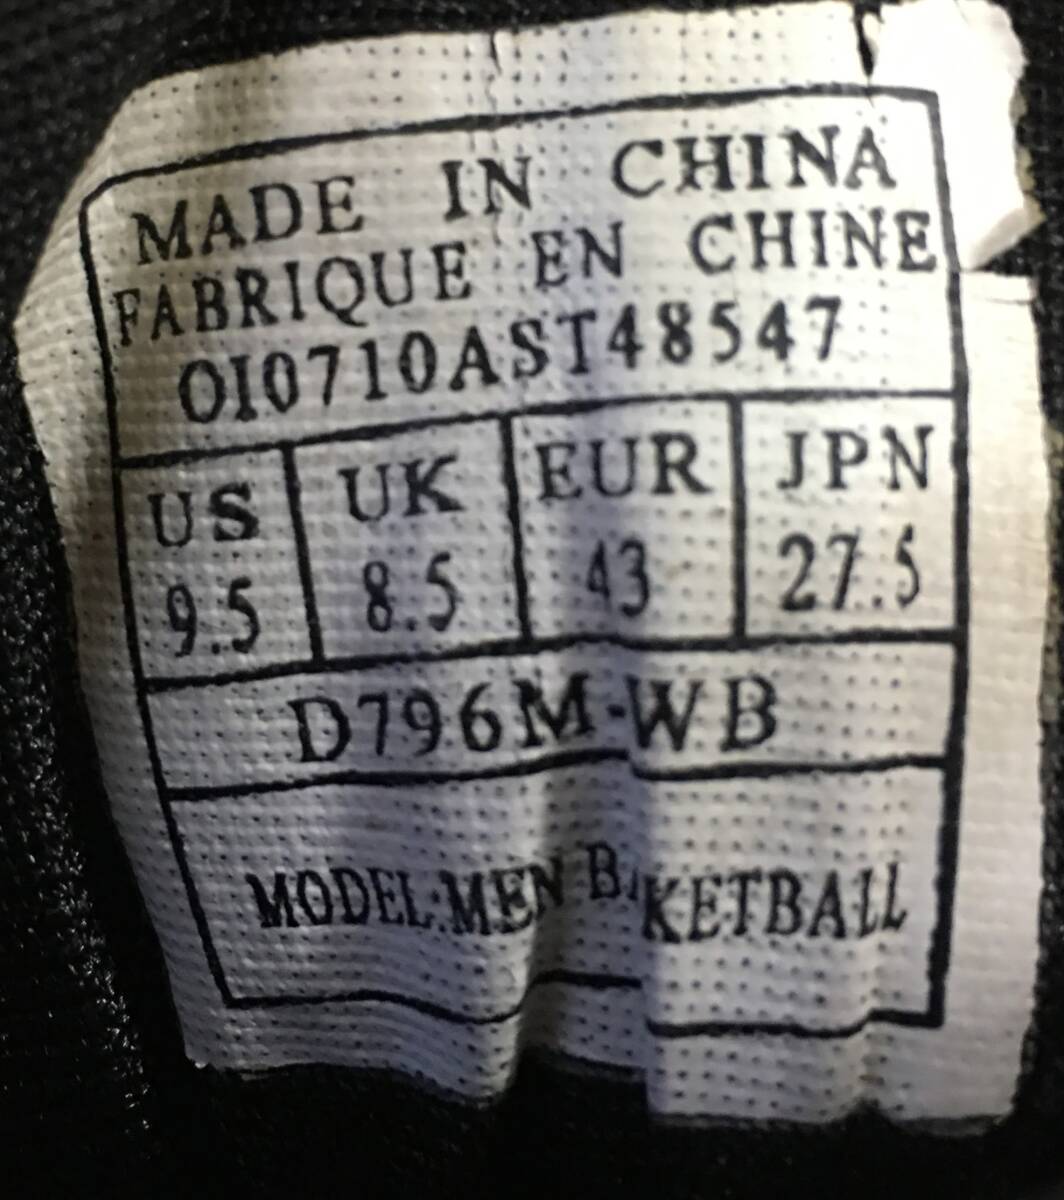 MADE IN CHINA
FABRIQUE EN CHINE
OI0710AST48547
US UK EUR JPN
9.5 8.5 43 27.5
D796M-WB
MODEL:MEN BASKETBALL